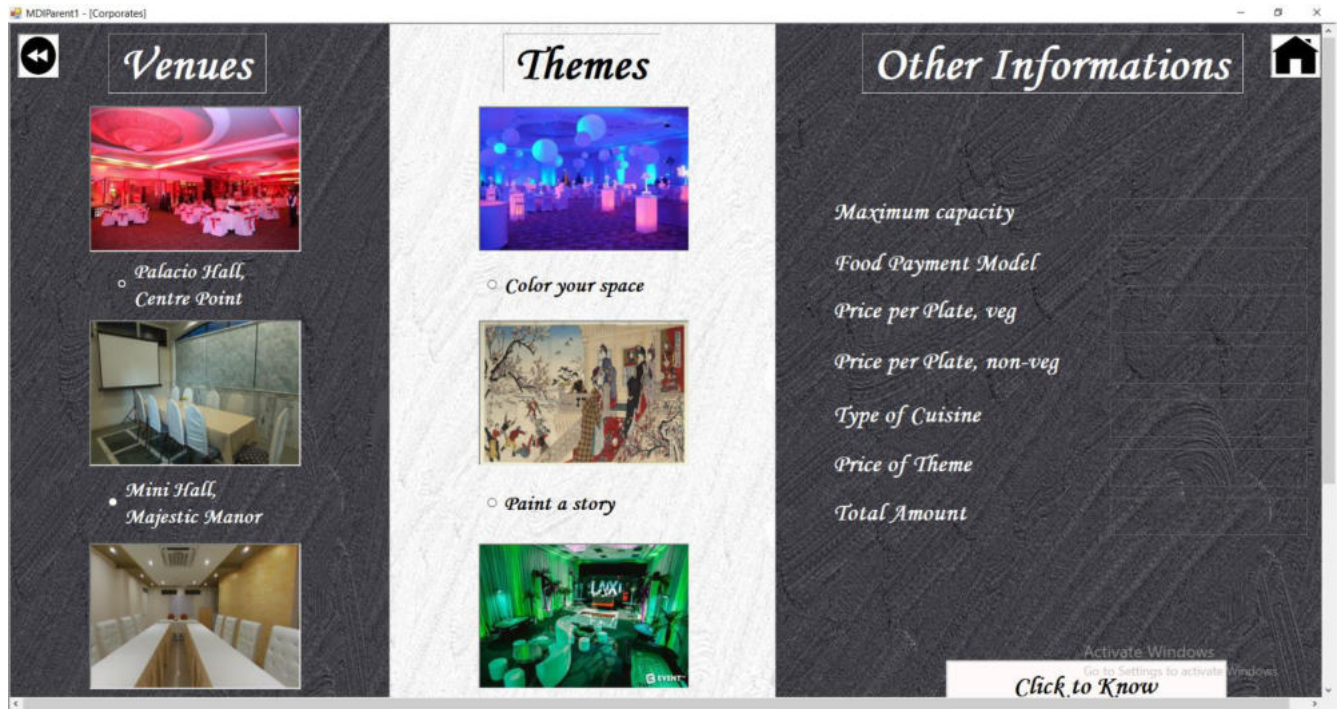 MDIParent1 - [Corporates]
Venues
Themes
Other Informations
Palacio Hall,
Centre Point
Color your space
Mini Hall,
Majestic Manor
Paint a story
LNX
EVENT
Maximum capacity
Food Payment Model
Price per Plate, veg
Price per Plate, non-veg
Type of Cuisine
Price of Theme
Total Amount
Activate Windows
Go to Settings to activate Windows.
Click to Know